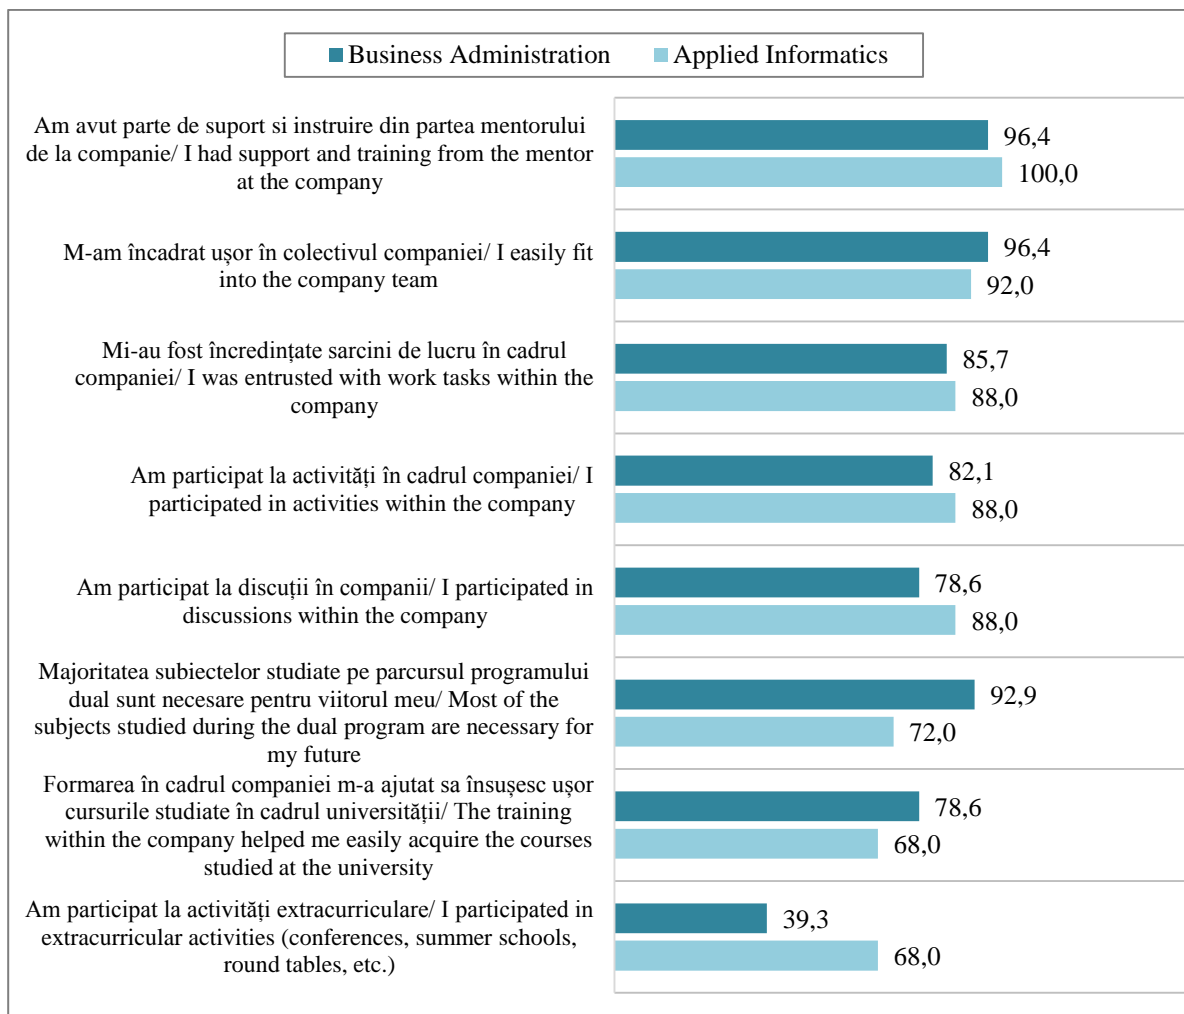 Business Administration Applied Informatics
Am avut parte de suport si instruire din partea mentorului
de la companie/ I had support and training from the mentor
at the company
96,4
100,0
M-am încadrat ușor în colectivul companiei/ I easily fit
into the company team
96,4
92,0
Mi-au fost încredințate sarcini de lucru în cadrul
companiei/ I was entrusted with work tasks within the
company
85,7
88,0
Am participat la activități în cadrul companiei/ I
participated in activities within the company
82,1
88,0
Am participat la discuții în companii/ I participated in
discussions within the company
78,6
88,0
Majoritatea subiectelor studiate pe parcursul programului
dual sunt necesare pentru viitorul meu/ Most of the
subjects studied during the dual program are necessary for
my future
92,9
72,0
Formarea în cadrul companiei m-a ajutat sa însușesc ușor
cursurile studiate în cadrul universității/ The training
within the company helped me easily acquire the courses
studied at the university
78,6
68,0
Am participat la activități extracurriculare/ I participated in
extracurricular activities (conferences, summer schools,
round tables, etc.)
39,3
68,0